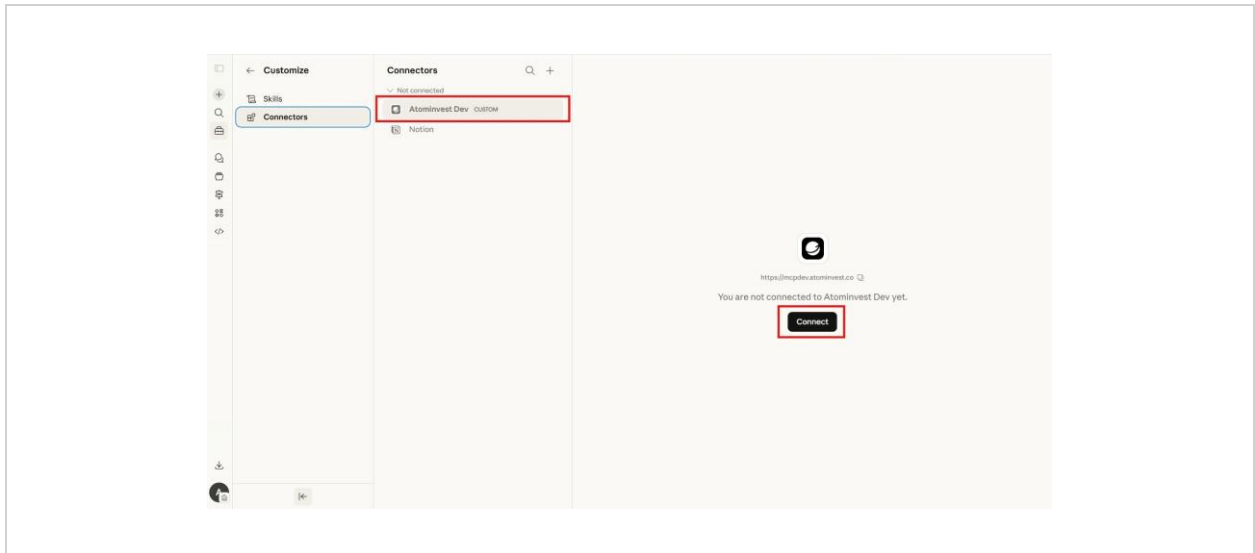 Customize
Skills
Connectors
Connectors
Not connected
Atominvest Dev CUSTOM
Notion
https://mcpdev.atominvest.co
You are not connected to Atominvest Dev yet.
Connect